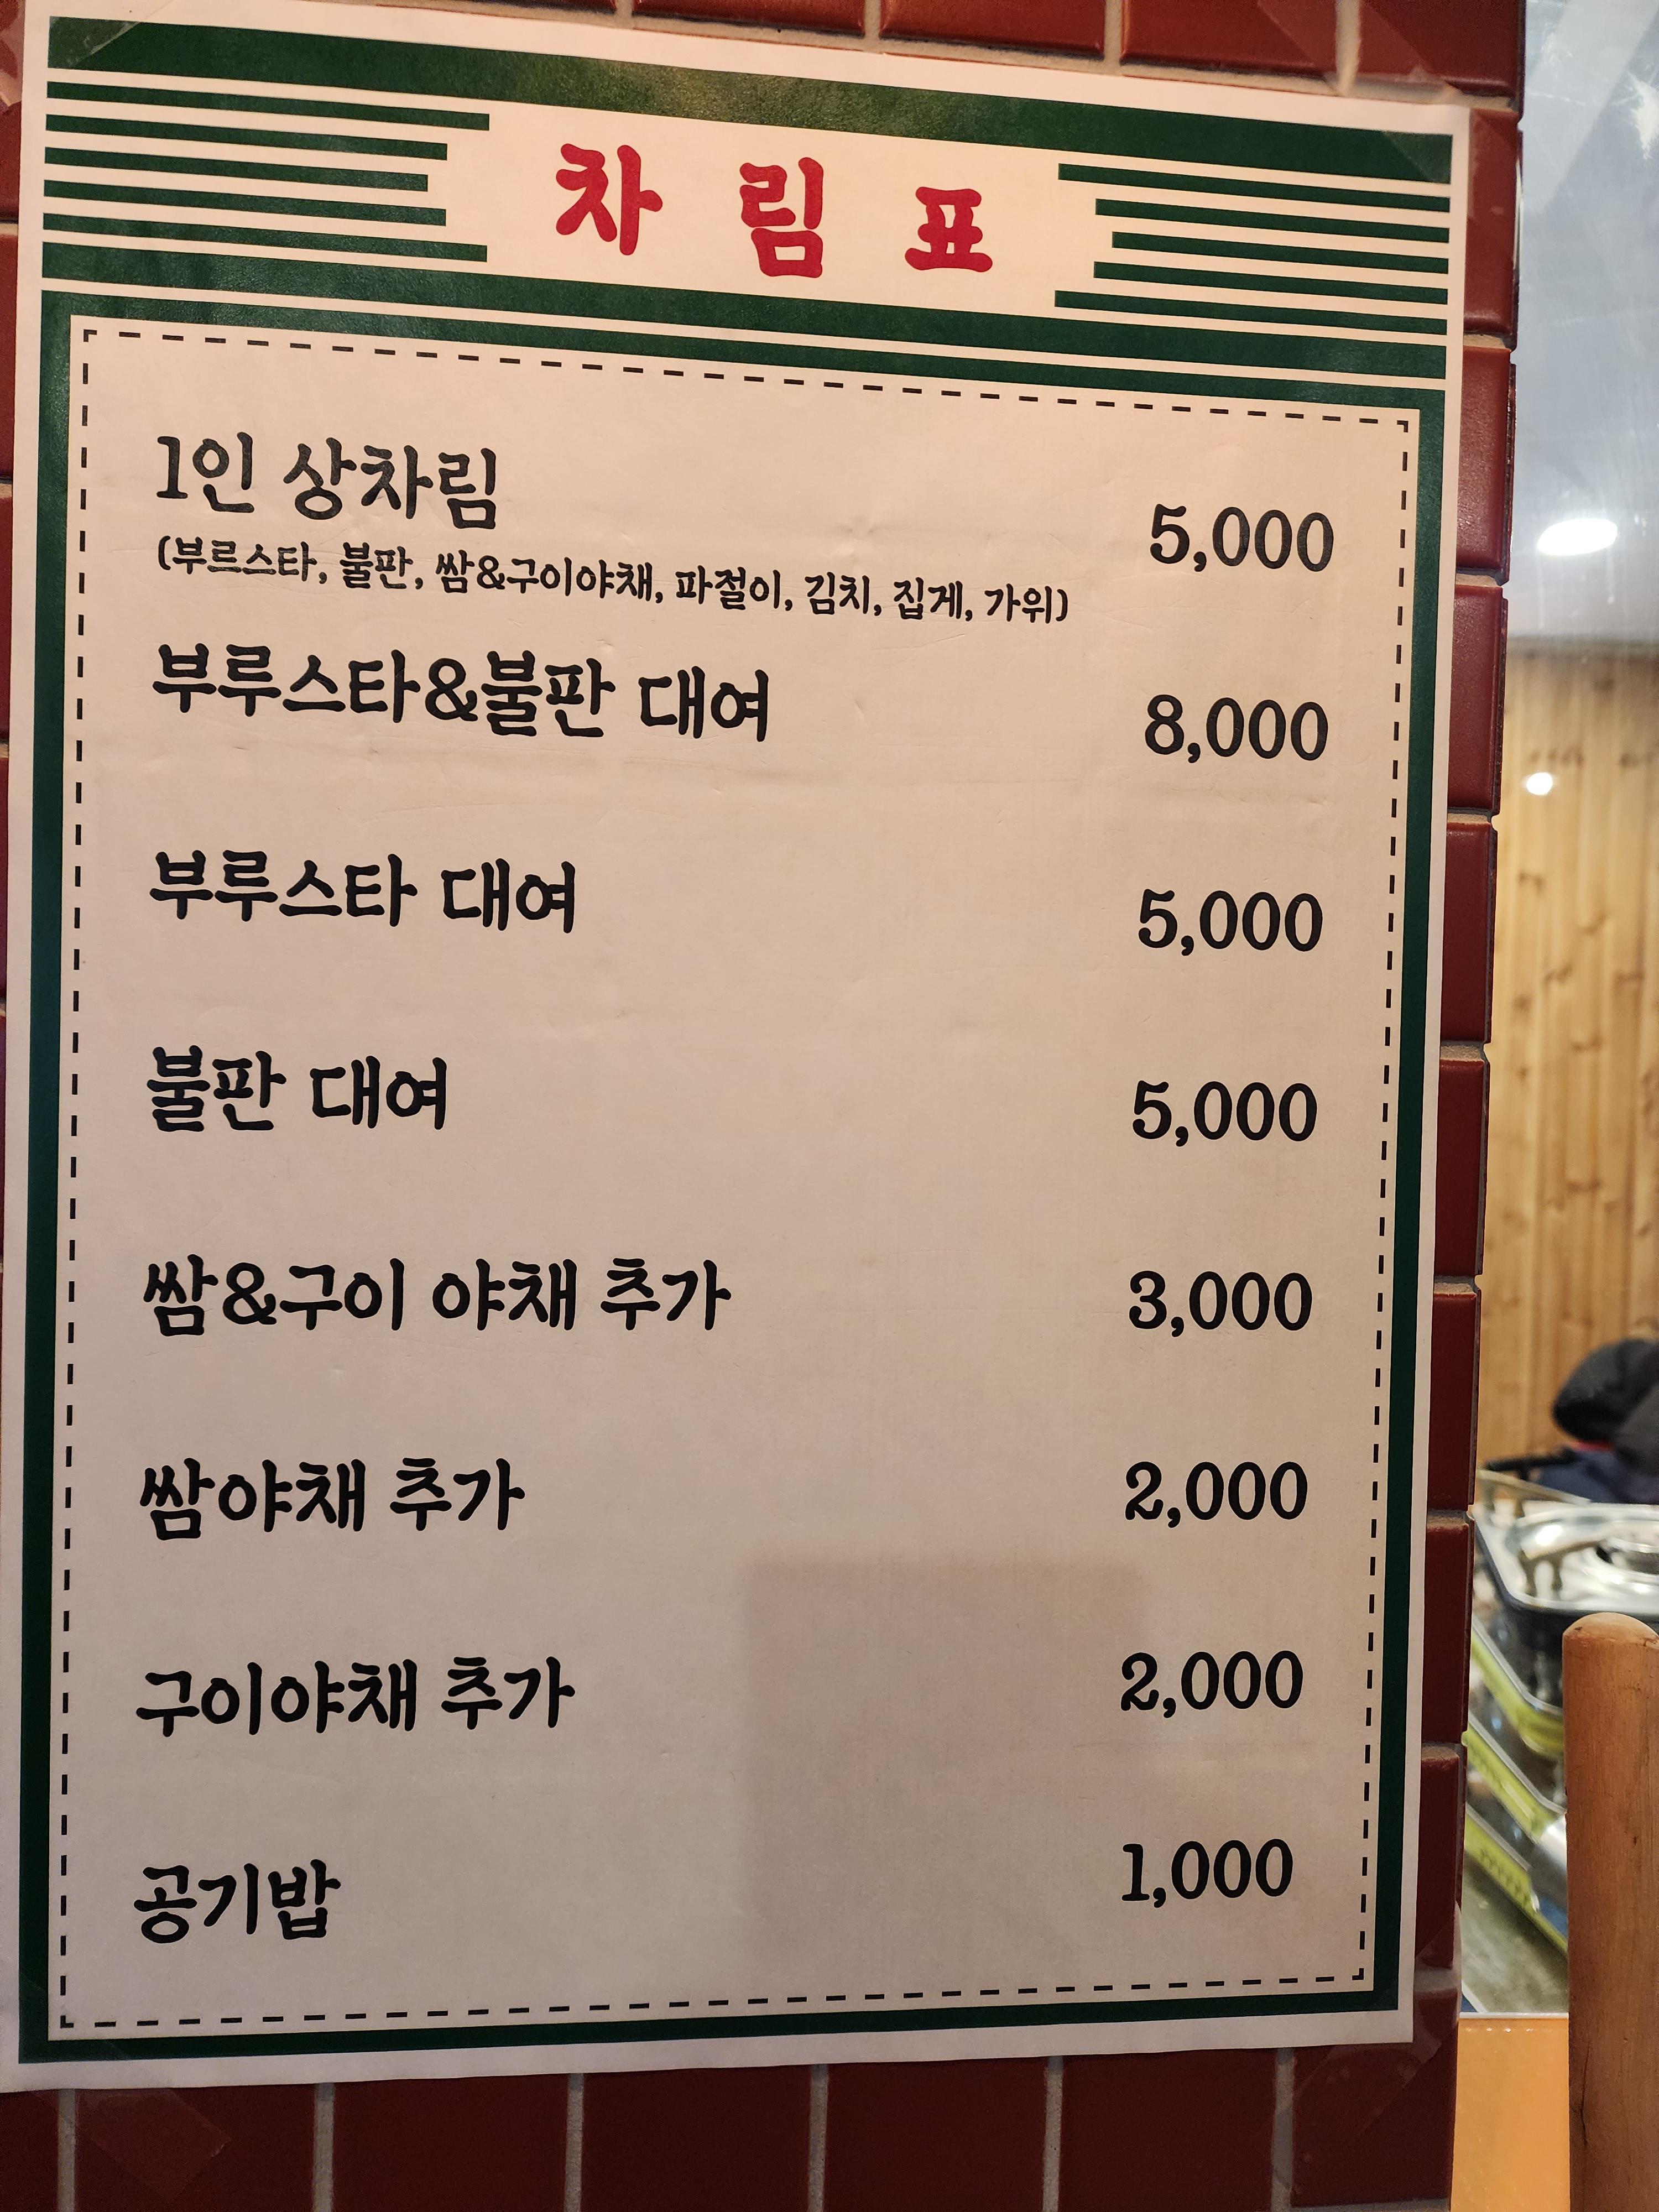 차림표
1인 상차림 5,000
(부르스타, 불판, 쌈&구이야채, 파절이, 김치, 집게, 가위)
부루스타&불판 대여 8,000
부루스타 대여 5,000
불판 대여 5,000
쌈&구이 야채 추가 3,000
쌈야채 추가 2,000
구이야채 추가 2,000
공기밥 1,000